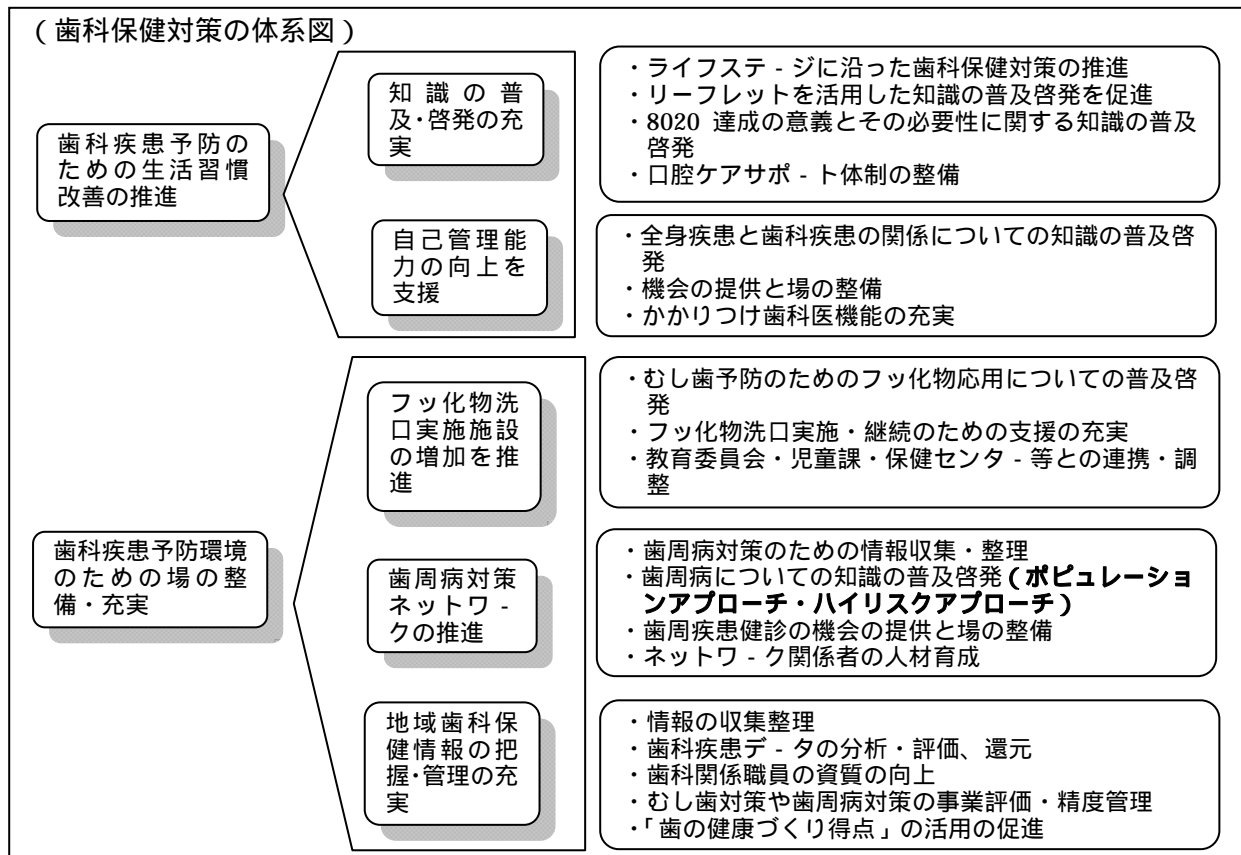 （歯科保健対策の体系図）
歯科疾患予防の
ための生活習慣
改善の推進
知識の普
及・啓発の充
実
・ライフステ‐ジに沿った歯科保健対策の推進
・リーフレットを活用した知識の普及啓発を促進
・8020 達成の意義とその必要性に関する知識の普及
啓発
・口腔ケアサポ‐ト体制の整備
自己管理能
力の向上を
支援
・全身疾患と歯科疾患の関係についての知識の普及啓
発
・機会の提供と場の整備
・かかりつけ歯科医機能の充実
歯科疾患予防環境
のための場の整
備・充実
フッ化物洗
口実施施設
の増加を推
進
・むし歯予防のためのフッ化物応用についての普及啓
発
・フッ化物洗口実施・継続のための支援の充実
・教育委員会・児童課・保健センタ‐等との連携・調
整
歯周病対策
ネットワ‐
クの推進
・歯周病対策のための情報収集・整理
・歯周病についての知識の普及啓発（ポピュレーショ
ンアプローチ・ハイリスクアプローチ）
・歯周疾患健診の機会の提供と場の整備
・ネットワ‐ク関係者の人材育成
地域歯科保
健情報の把
握・管理の充
実
・情報の収集整理
・歯科疾患デ‐タの分析・評価、還元
・歯科関係職員の資質の向上
・むし歯対策や歯周病対策の事業評価・精度管理
・「歯の健康づくり得点」の活用の促進